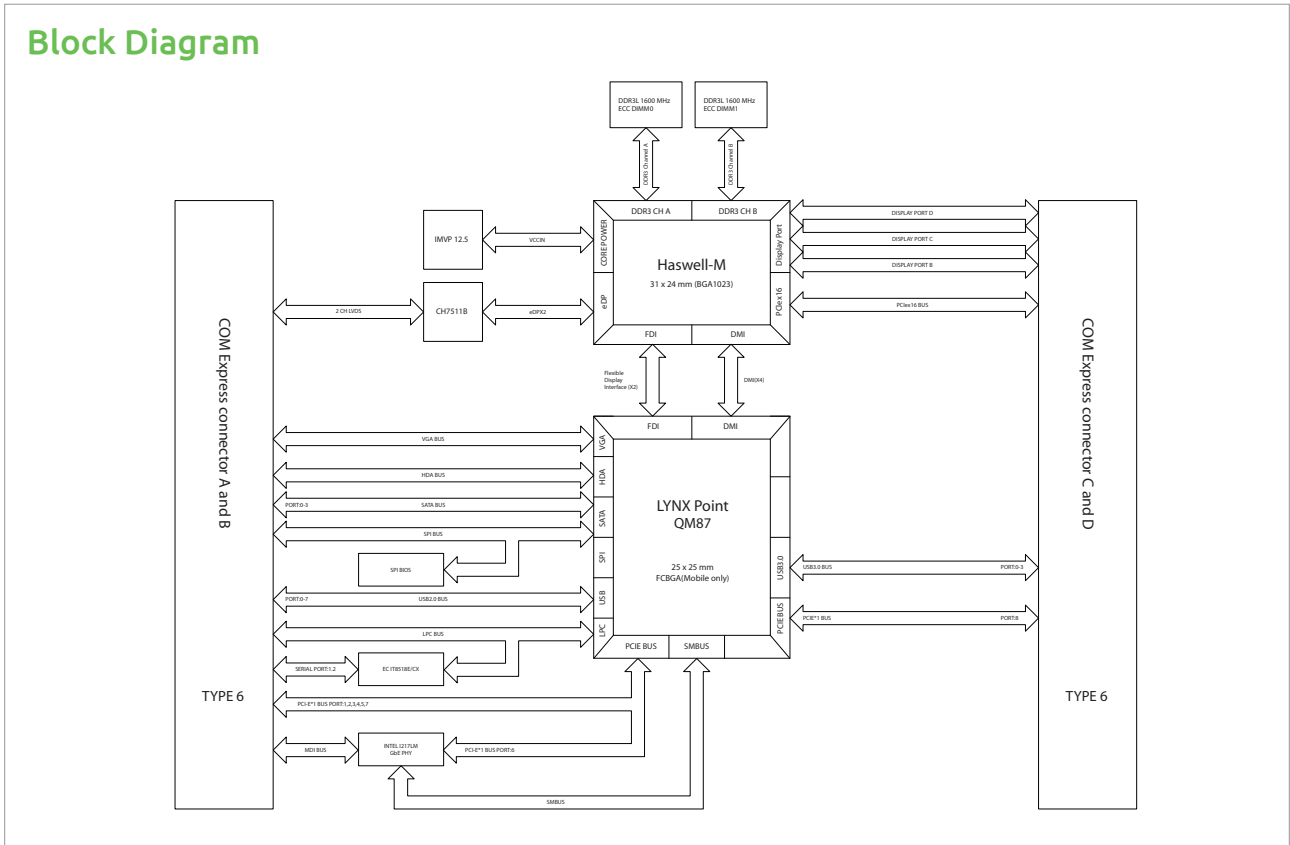 Block Diagram
DDR3L 1600 MHz
ECC DIMM0
DDR3L 1600 MHz
ECC DIMM1
DDR3 Channel A
DDR3 Channel B
DDR3 CH A
DDR3 CH B
IMVP 12.5
VCCIN
COREPOWER
Haswell-M
31 x 24 mm (BGA1023)
Display Port
DISPLAY PORT D
DISPLAY PORT C
DISPLAY PORT B
2 CH LVDS
CH7511B
eDPX2
eDP
PCIex16
PCIex16 BUS
FDI
DMI
Flexible
Display
Interface (X2)
DMI(X4)
FDI
DMI
COM Express connector A and B
TYPE 6
COM Express connector C and D
TYPE 6
VGA BUS
VGA
HDA BUS
HDA
PORT:0-3
SATA BUS
SATA
SPI BUS
SPI
SPI BIOS
LYNX Point
QM87
25 x 25 mm
FCBGA(Mobile only)
PORT:0-7
USB2.0 BUS
USB
LPC BUS
LPC
USB3.0
USB3.0 BUS
PORT:0-3
PCIEBUS
PCIE*1 BUS
PORT:8
PCIE BUS
SMBUS
SERIAL PORT:1,2
EC IT8518E/CX
PCI-E*1 BUS PORT:1,2,3,4,5,7
MDI BUS
INTEL I217LM
GbE PHY
PCI-E*1 BUS PORT:6
SMBUS